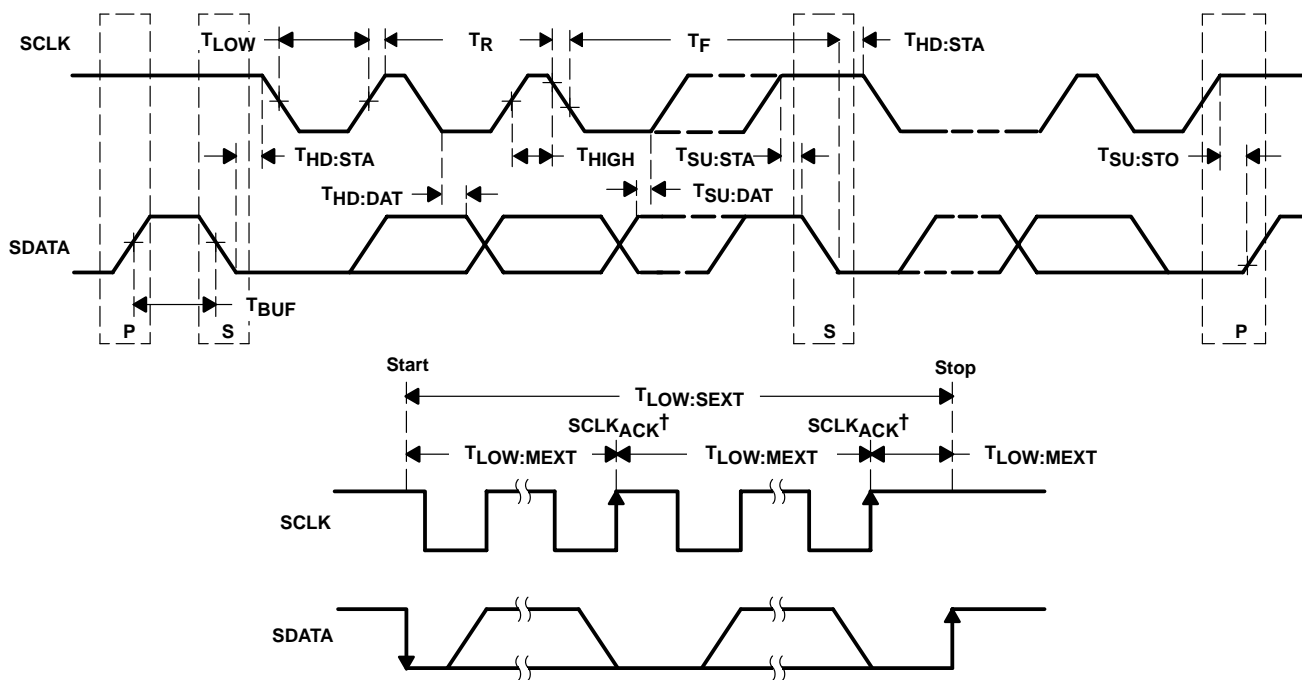 SCLK
T_LOW
T_R
T_F
T_HD:STA
T_HD:STA
T_HIGH
T_SU:STA
T_SU:STO
T_HD:DAT
T_SU:DAT
SDATA
T_BUF
P
S
S
P
Start
Stop
T_LOW:SEXT
SCLK_ACK†
SCLK_ACK†
T_LOW:MEXT
T_LOW:MEXT
T_LOW:MEXT
SCLK
SDATA